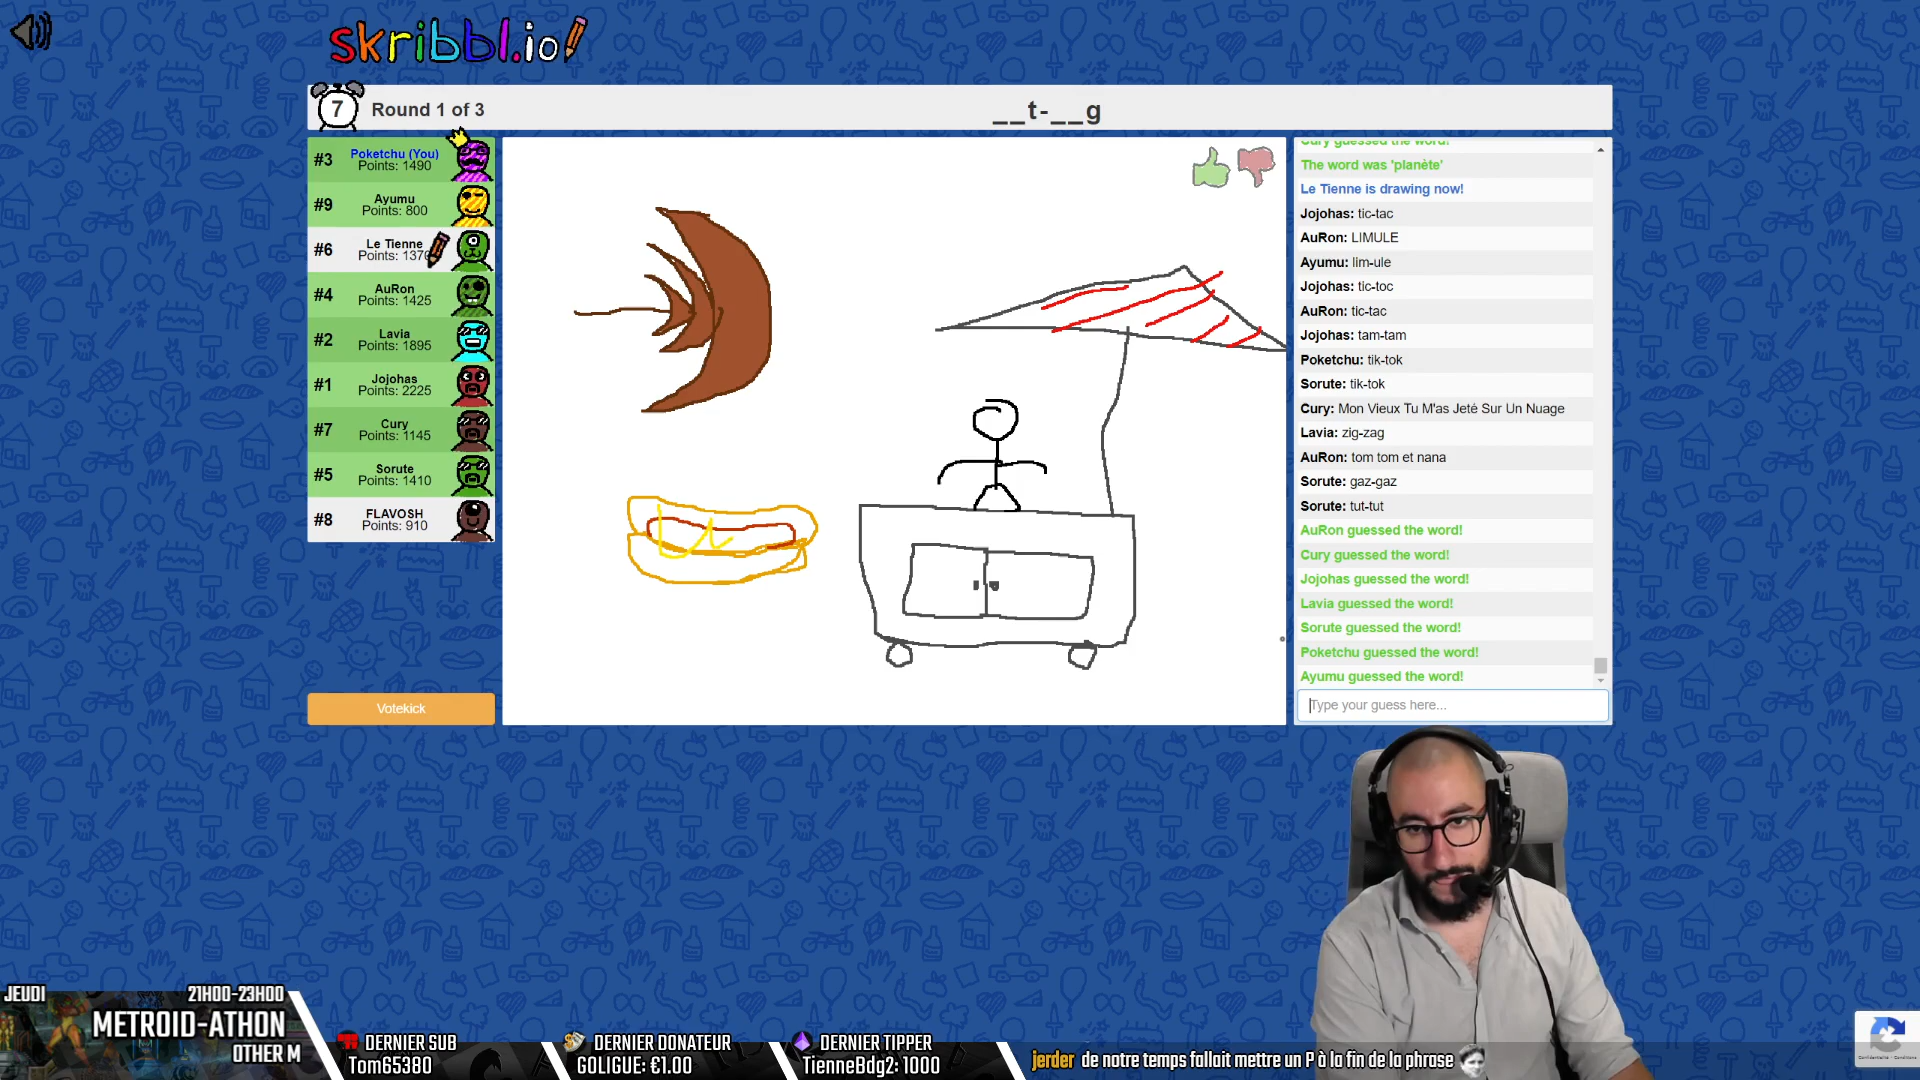 skribbl.io
7
Round 1 of 3
__t-__g
#3
Poketchu (You)
Points: 1490
#9
Ayumu
Points: 800
#6
Le Tienne
Points: 1370
#4
AuRon
Points: 1425
#2
Lavia
Points: 1895
#1
Jojohas
Points: 2225
#7
Cury
Points: 1145
#5
Sorute
Points: 1410
#8
FLAVOSH
Points: 910
Votekick
Cury guessed the word!
The word was 'planète'
Le Tienne is drawing now!
Jojohas: tic-tac
AuRon: LIMULE
Ayumu: lim-ule
Jojohas: tic-toc
AuRon: tic-tac
Jojohas: tam-tam
Poketchu: tik-tok
Sorute: tik-tok
Cury: Mon Vieux Tu M'as Jeté Sur Un Nuage
Lavia: zig-zag
AuRon: tom tom et nana
Sorute: gaz-gaz
Sorute: tut-tut
AuRon guessed the word!
Cury guessed the word!
Jojohas guessed the word!
Lavia guessed the word!
Sorute guessed the word!
Poketchu guessed the word!
Ayumu guessed the word!
Type your guess here...
JEUDI
21H00-23H00
METROID-ATHON
OTHER M
DERNIER SUB
Tom65380
DERNIER DONATEUR
GOLIGUE: €1.00
DERNIER TIPPER
TienneBdg2: 1000
jerder de notre temps fallait mettre un P à la fin de la phrase